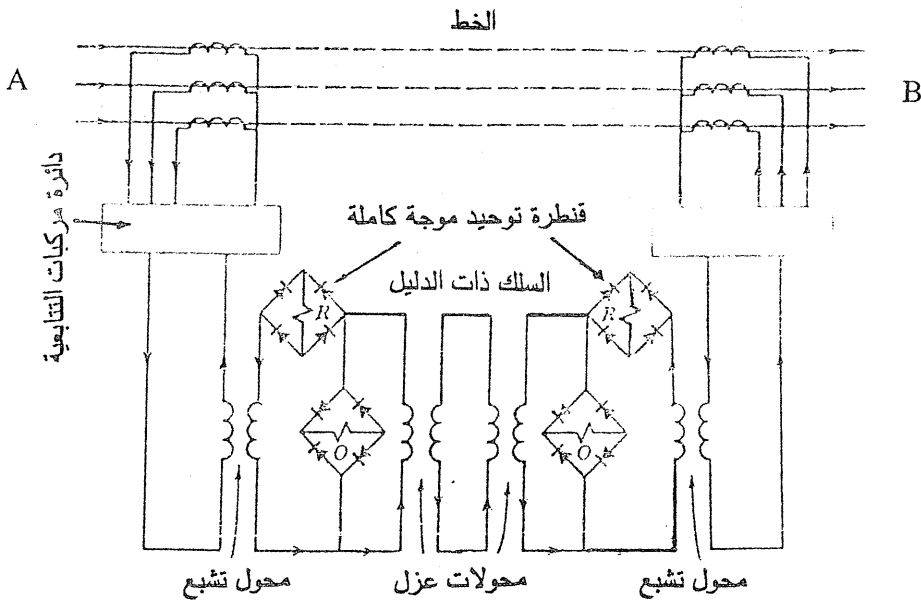 الخط
A
B
دائرة مركبات التتابعية
قنطرة توحيد موجة كاملة
السلك ذات الدليل
R
R
O
O
محول تشبع
محولات عزل
محول تشبع